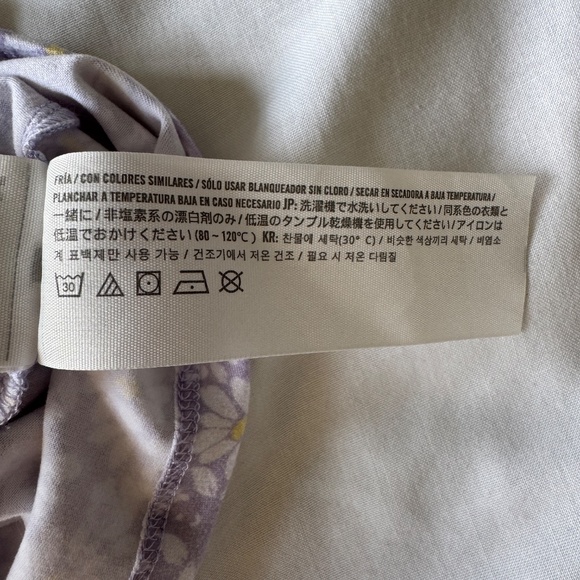 FRÍA / CON COLORES SIMILARES / SÓLO USAR BLANQUEADOR SIN CLORO / SECAR EN SECADORA A BAJA TEMPERATURA /
PLANCHAR A TEMPERATURA BAJA EN CASO NECESARIO JP: 洗濯機で水洗いしてください / 同系色の衣類と
一緒に / 非塩素系の漂白剤のみ / 低温のタンブル乾燥機を使用してください / アイロンは
低温でおかけください (80 ~ 120℃) KR: 찬물에 세탁(30° C) / 비슷한 색상끼리 세탁 / 비염소
계 표백제만 사용 가능 / 건조기에서 저온 건조 / 필요 시 저온 다림질
30